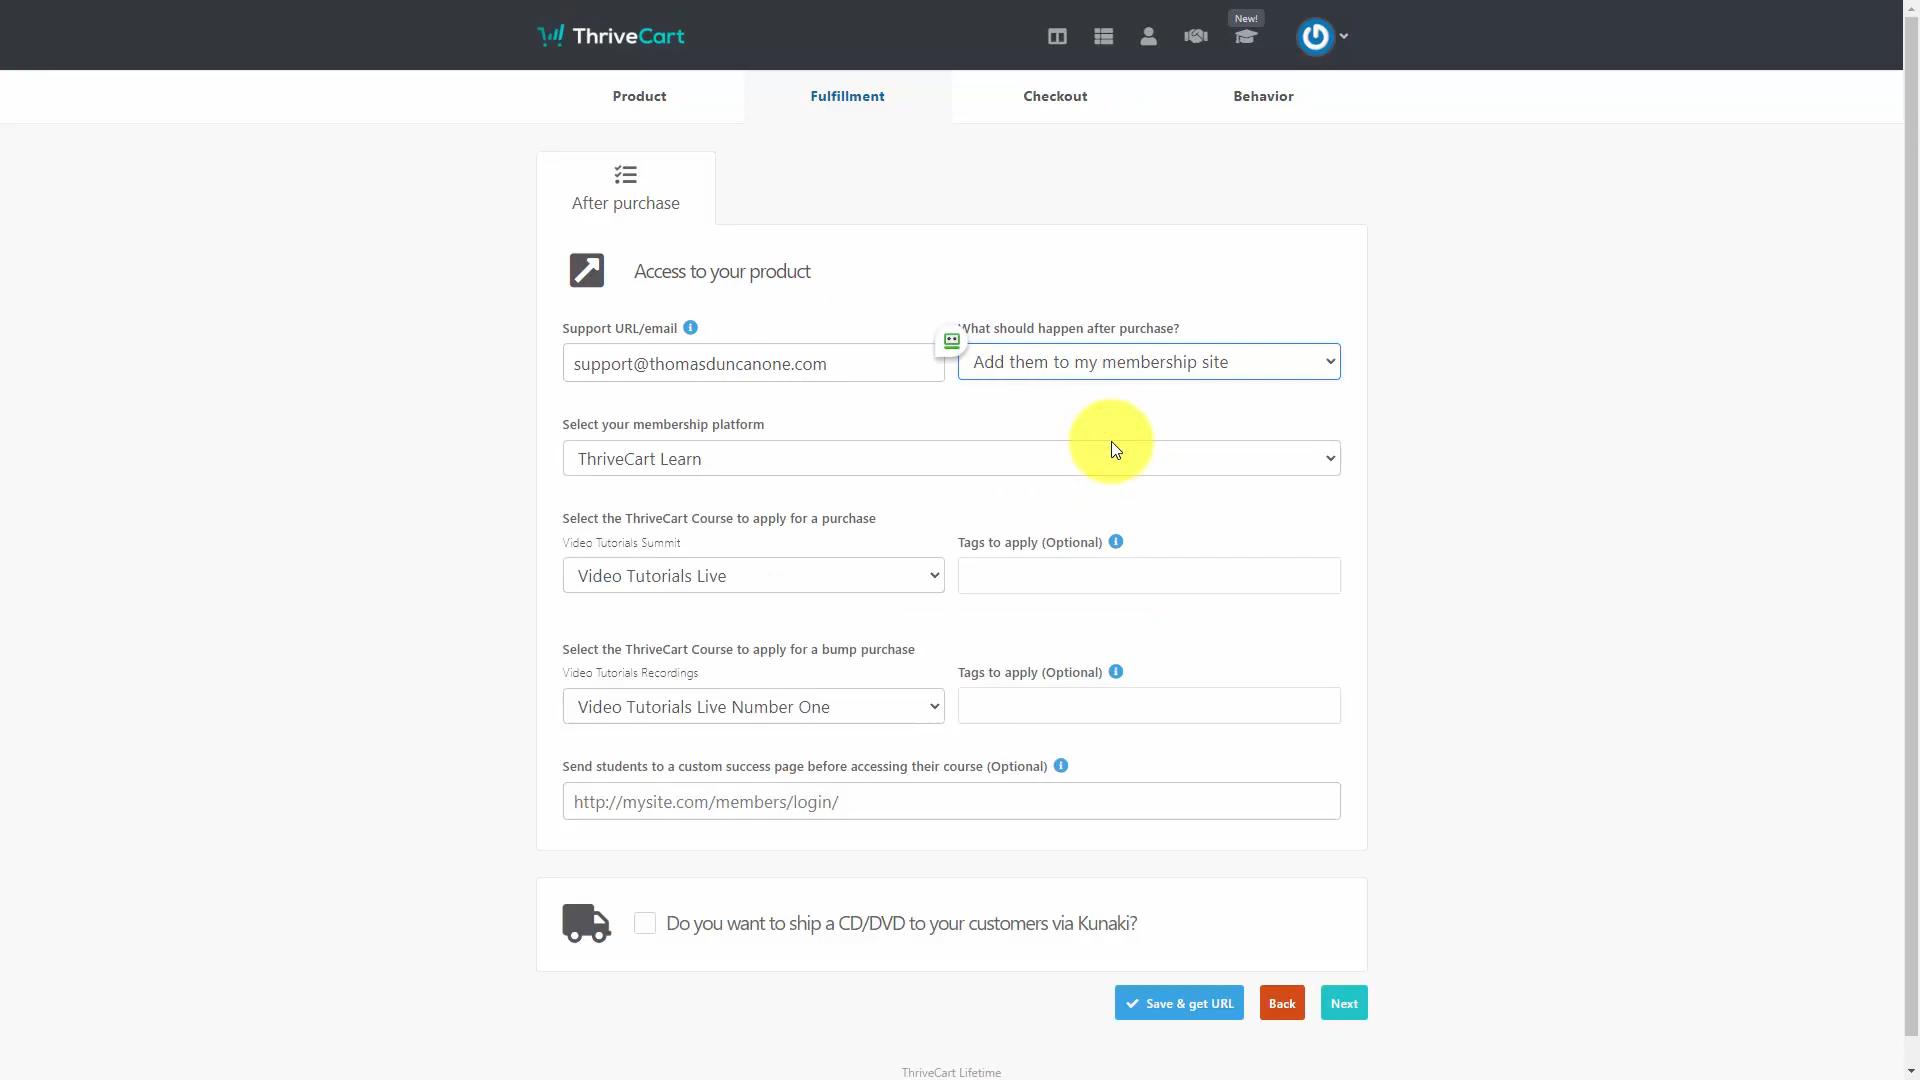 New!
ThriveCart
Product
Fulfillment
Checkout
Behavior
After purchase
Access to your product
Support URL/email
What should happen after purchase?
support@thomasduncanone.com
Add them to my membership site
Select your membership platform
ThriveCart Learn
Select the ThriveCart Course to apply for a purchase
Video Tutorials Summit
Tags to apply (Optional)
Video Tutorials Live
Select the ThriveCart Course to apply for a bump purchase
Video Tutorials Recordings
Tags to apply (Optional)
Video Tutorials Live Number One
Send students to a custom success page before accessing their course (Optional)
http://mysite.com/members/login/
Do you want to ship a CD/DVD to your customers via Kunaki?
Save & get URL
Back
Next
ThriveCart Lifetime